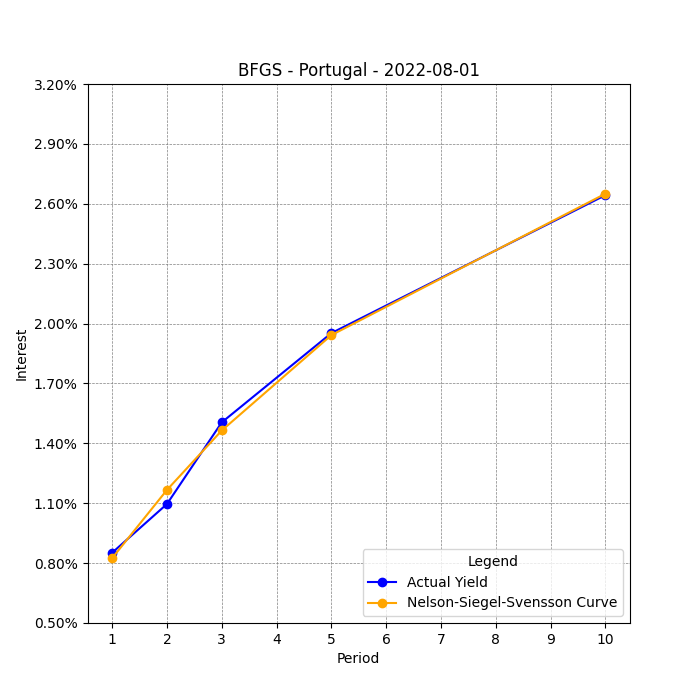 BFGS - Portugal - 2022-08-01
3.20%
2.90%
2.60%
2.30%
2.00%
1.70%
1.40%
1.10%
0.80%
0.50%
Interest
Legend
Actual Yield
Nelson-Siegel-Svensson Curve
1 2 3 4 5 6 7 8 9 10
Period